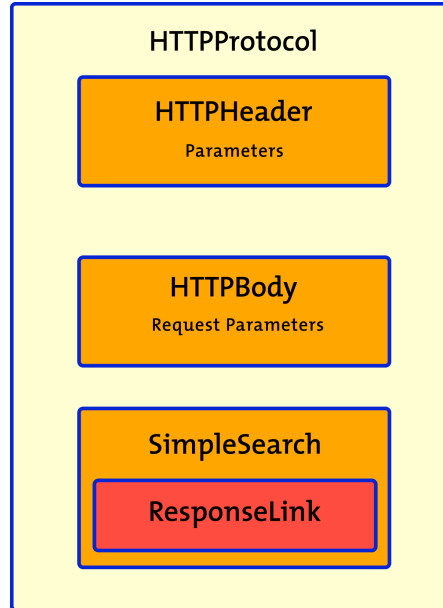 HTTPProtocol
HTTPHeader
Parameters
HTTPBody
Request Parameters
SimpleSearch
ResponseLink